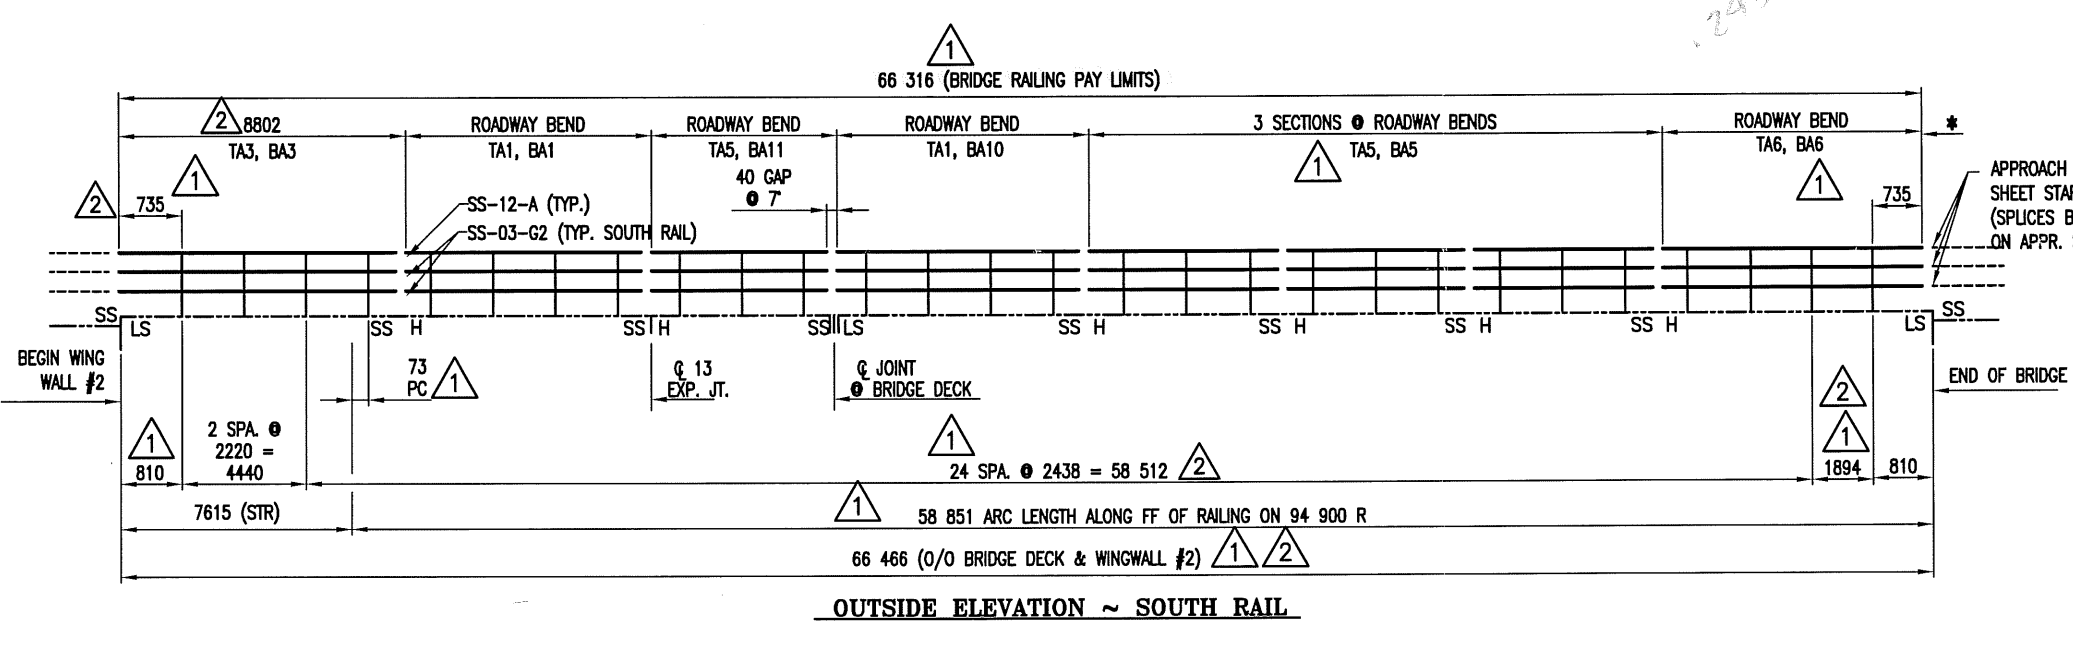 1
66 316 (BRIDGE RAILING PAY LIMITS)
2
8802
ROADWAY BEND
ROADWAY BEND
ROADWAY BEND
3 SECTIONS @ ROADWAY BENDS
ROADWAY BEND
*
TA3, BA3
TA1, BA1
TA5, BA11
TA1, BA10
TA5, BA5
TA6, BA6
1
1
1
2
735
40 GAP
@ 7°
735
SS-12-A (TYP.)
SS-03-G2 (TYP. SOUTH RAIL)
APPROACH
SHEET
(SPLICES
ON APPR.
SS
LS
SS H
SS H
SS LS
SS H
SS H
SS H
SS H
LS
SS
BEGIN WING
WALL #2
73
PC
1
℄ 13
EXP. JT.
℄ JOINT
@ BRIDGE DECK
END OF BRIDGE
2
1
1
810
2 SPA. @
2220 =
4440
1
24 SPA. @ 2438 = 58 512
2
1894
810
7615 (STR)
1
58 851 ARC LENGTH ALONG FF OF RAILING ON 94 900 R
66 466 (O/O BRIDGE DECK & WINGWALL #2)
1
2
OUTSIDE ELEVATION ~ SOUTH RAIL